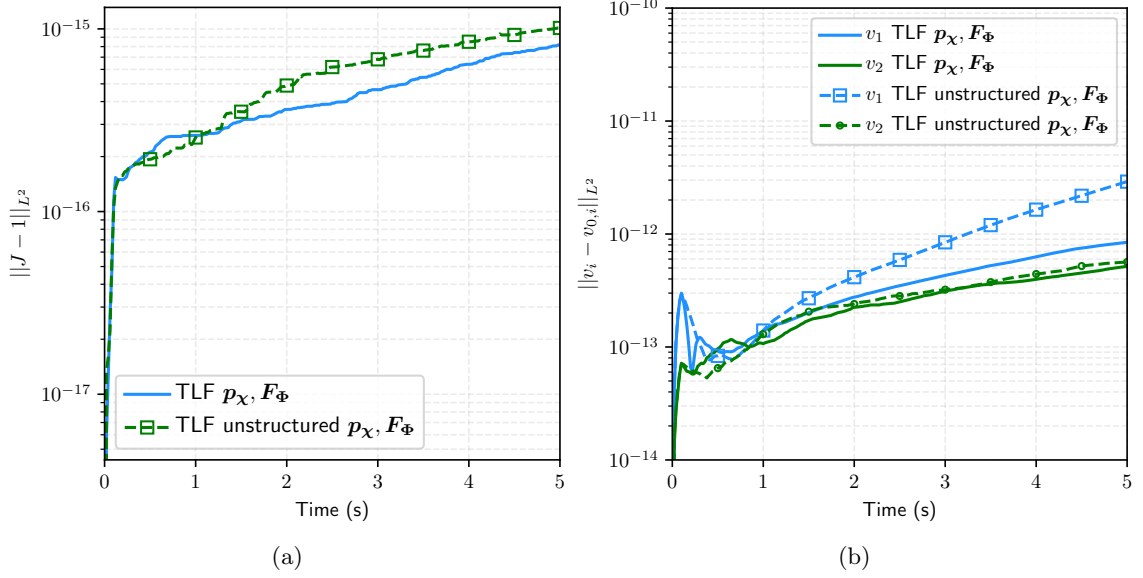 10^{-15}
10^{-16}
10^{-17}
||J − 1||_{L^2}
TLF p_χ, F_Φ
TLF unstructured p_χ, F_Φ
0 1 2 3 4 5
Time (s)
(a)
10^{-10}
10^{-11}
10^{-12}
10^{-13}
10^{-14}
||v_i − v_{0,i}||_{L^2}
v_1 TLF p_χ, F_Φ
v_2 TLF p_χ, F_Φ
v_1 TLF unstructured p_χ, F_Φ
v_2 TLF unstructured p_χ, F_Φ
0 1 2 3 4 5
Time (s)
(b)